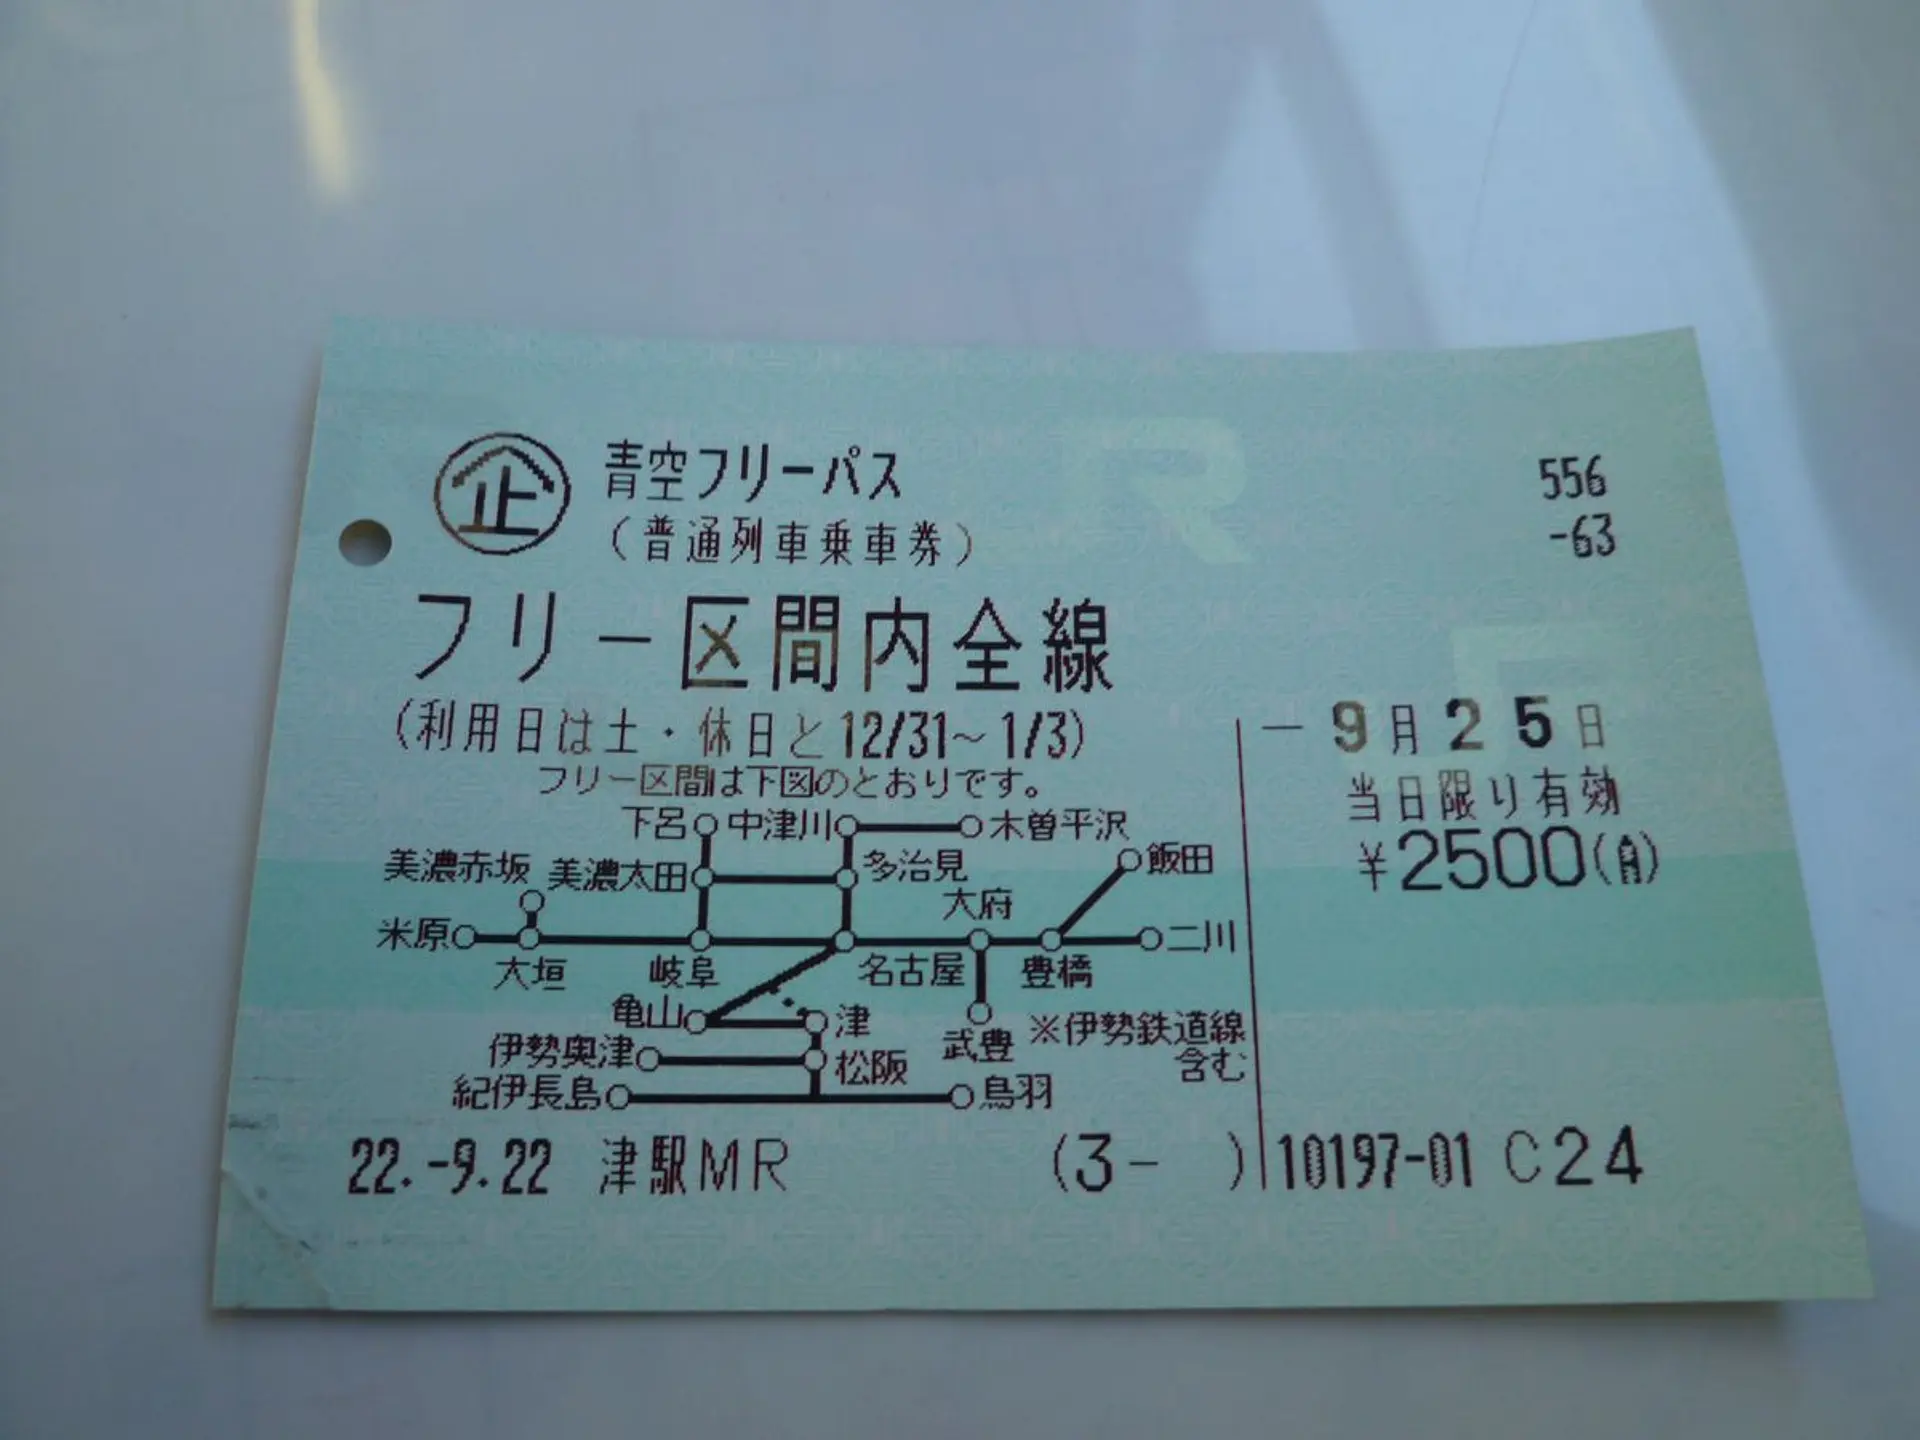 企 青空フリーパス
(普通列車乗車券)
556
-63
フリー区間内全線
(利用日は土・休日と12/31~1/3)
フリー区間は下図のとおりです。
-9月25日
当日限り有効
¥2500
下呂 中津川 木曽平沢
美濃赤坂 美濃太田 多治見 飯田
大府
米原 二川
大垣 岐阜 名古屋 豊橋
亀山 津
武豊 ※伊勢鉄道線
含む
伊勢奥津 松阪
紀伊長島 鳥羽
22.-9.22 津駅MR (3- ) 10197-01 C24